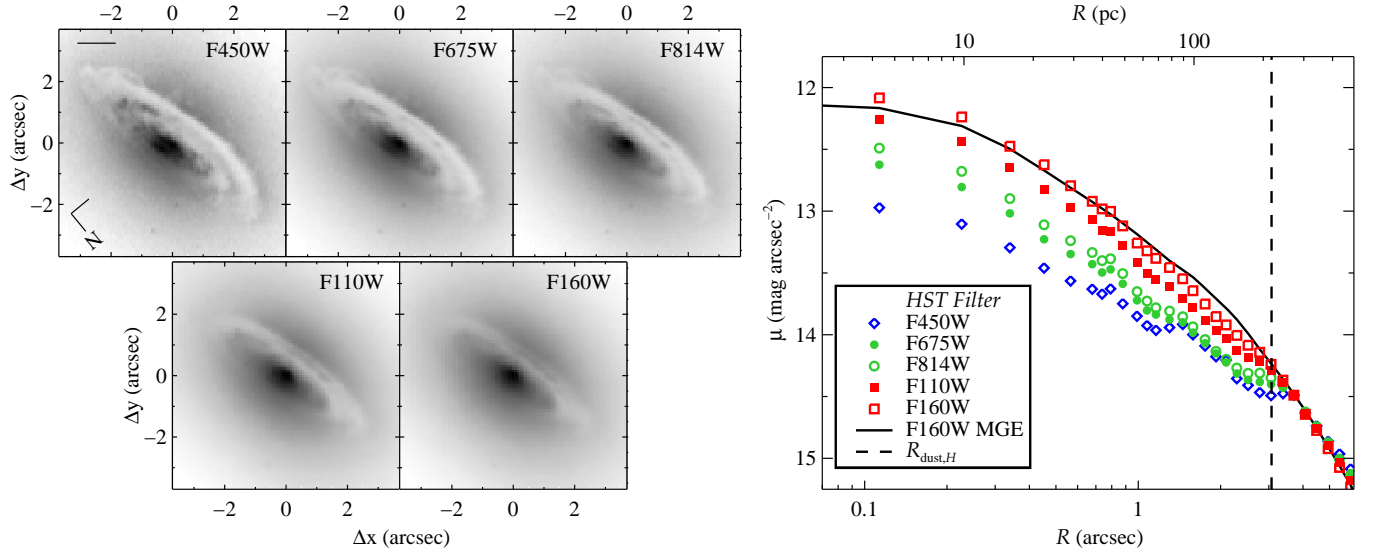 −2 0 2 −2 0 2 −2 0 2
F450W F675W F814W
2
0
−2
Δy (arcsec)
N
F110W F160W
2
0
−2
Δy (arcsec)
−2 0 2 −2 0 2
Δx (arcsec)
R (pc)
10 100
12
13
14
15
μ (mag arcsec−2)
HST Filter
F450W
F675W
F814W
F110W
F160W
F160W MGE
Rdust,H
0.1 1
R (arcsec)